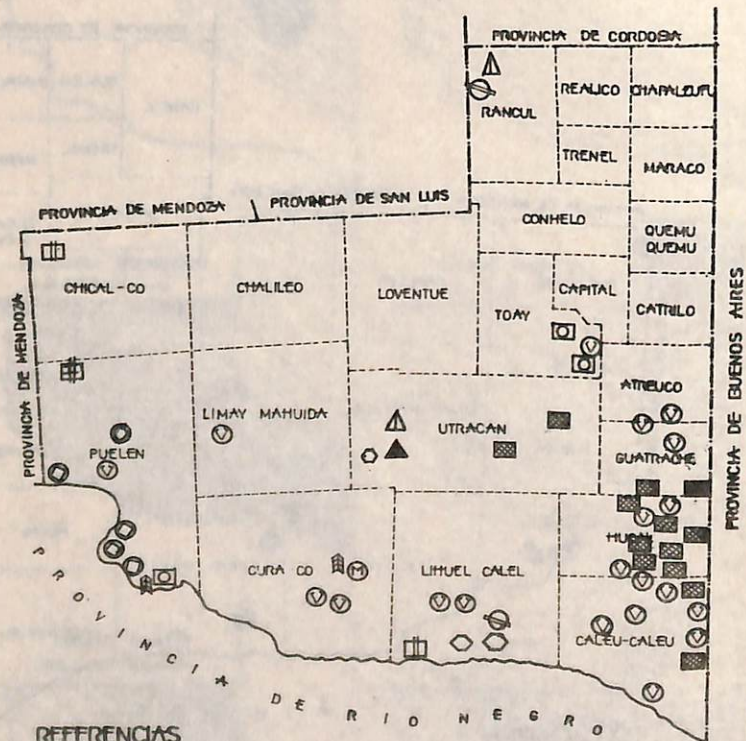 PROVINCIA DE CORDOBA
RANCUL
REALICO
CHAPALEUFU
TRENEL
MARACO
PROVINCIA DE MENDOZA
PROVINCIA DE SAN LUIS
CONHELO
QUEMU
QUEMU
CHICAL-CO
CHALILEO
LOVENTUE
TOAY
CAPITAL
CATRILO
PROVINCIA DE MENDOZA
PROVINCIA DE BUENOS AIRES
ATREUCO
LIMAY MAHUIDA
UTRACAN
PUELEN
GUATRACHE
CURA CO
M
LIHUEL CALEL
CALEU-CALEU
PROVINCIA DE RIO NEGRO
REFERENCIAS